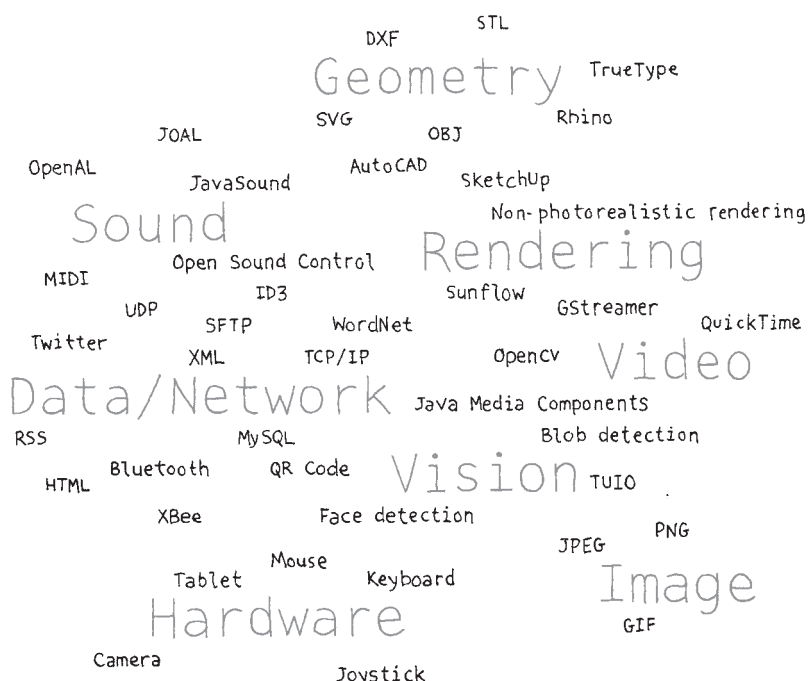 STL
DXF
Geometry
TrueType
SVG
Rhino
JOAL
OBJ
OpenAL
AutoCAD
JavaSound
SketchUp
Sound
Non-photorealistic rendering
Rendering
Open Sound Control
MIDI
ID3
Sunflow
UDP
GStreamer
SFTP
WordNet
QuickTime
Twitter
XML
TCP/IP
OpenCV
Video
Data/Network
Java Media Components
RSS
MySQL
Blob detection
Bluetooth
QR Code
Vision
TUIO
HTML
XBee
Face detection
PNG
JPEG
Mouse
Tablet
Keyboard
Image
Hardware
GIF
Camera
Joystick